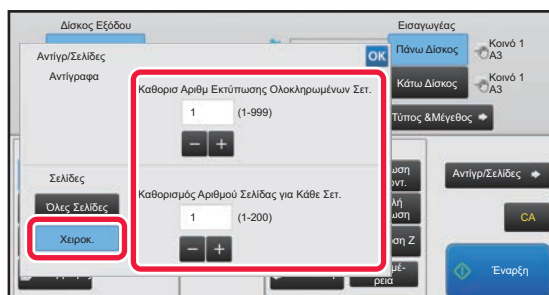 Δίσκος Εξόδου
Εισαγωγέας
Αντίγρ/Σελίδες
OK
Πάνω Δίσκος
Κοινό 1
A3
Αντίγραφα
Καθορισ Αριθμ Εκτύπωσης Ολοκληρωμένων Σετ.
Κάτω Δίσκος
Κοινό 1
A3
1
(1-999)
Τύπος &Μέγεθος
Σελίδες
Καθορισμός Αριθμού Σελίδας για Κάθε Σετ.
Αντίγρ/Σελίδες
Όλες Σελίδες
1
(1-200)
CA
Χειροκ.
Έναρξη